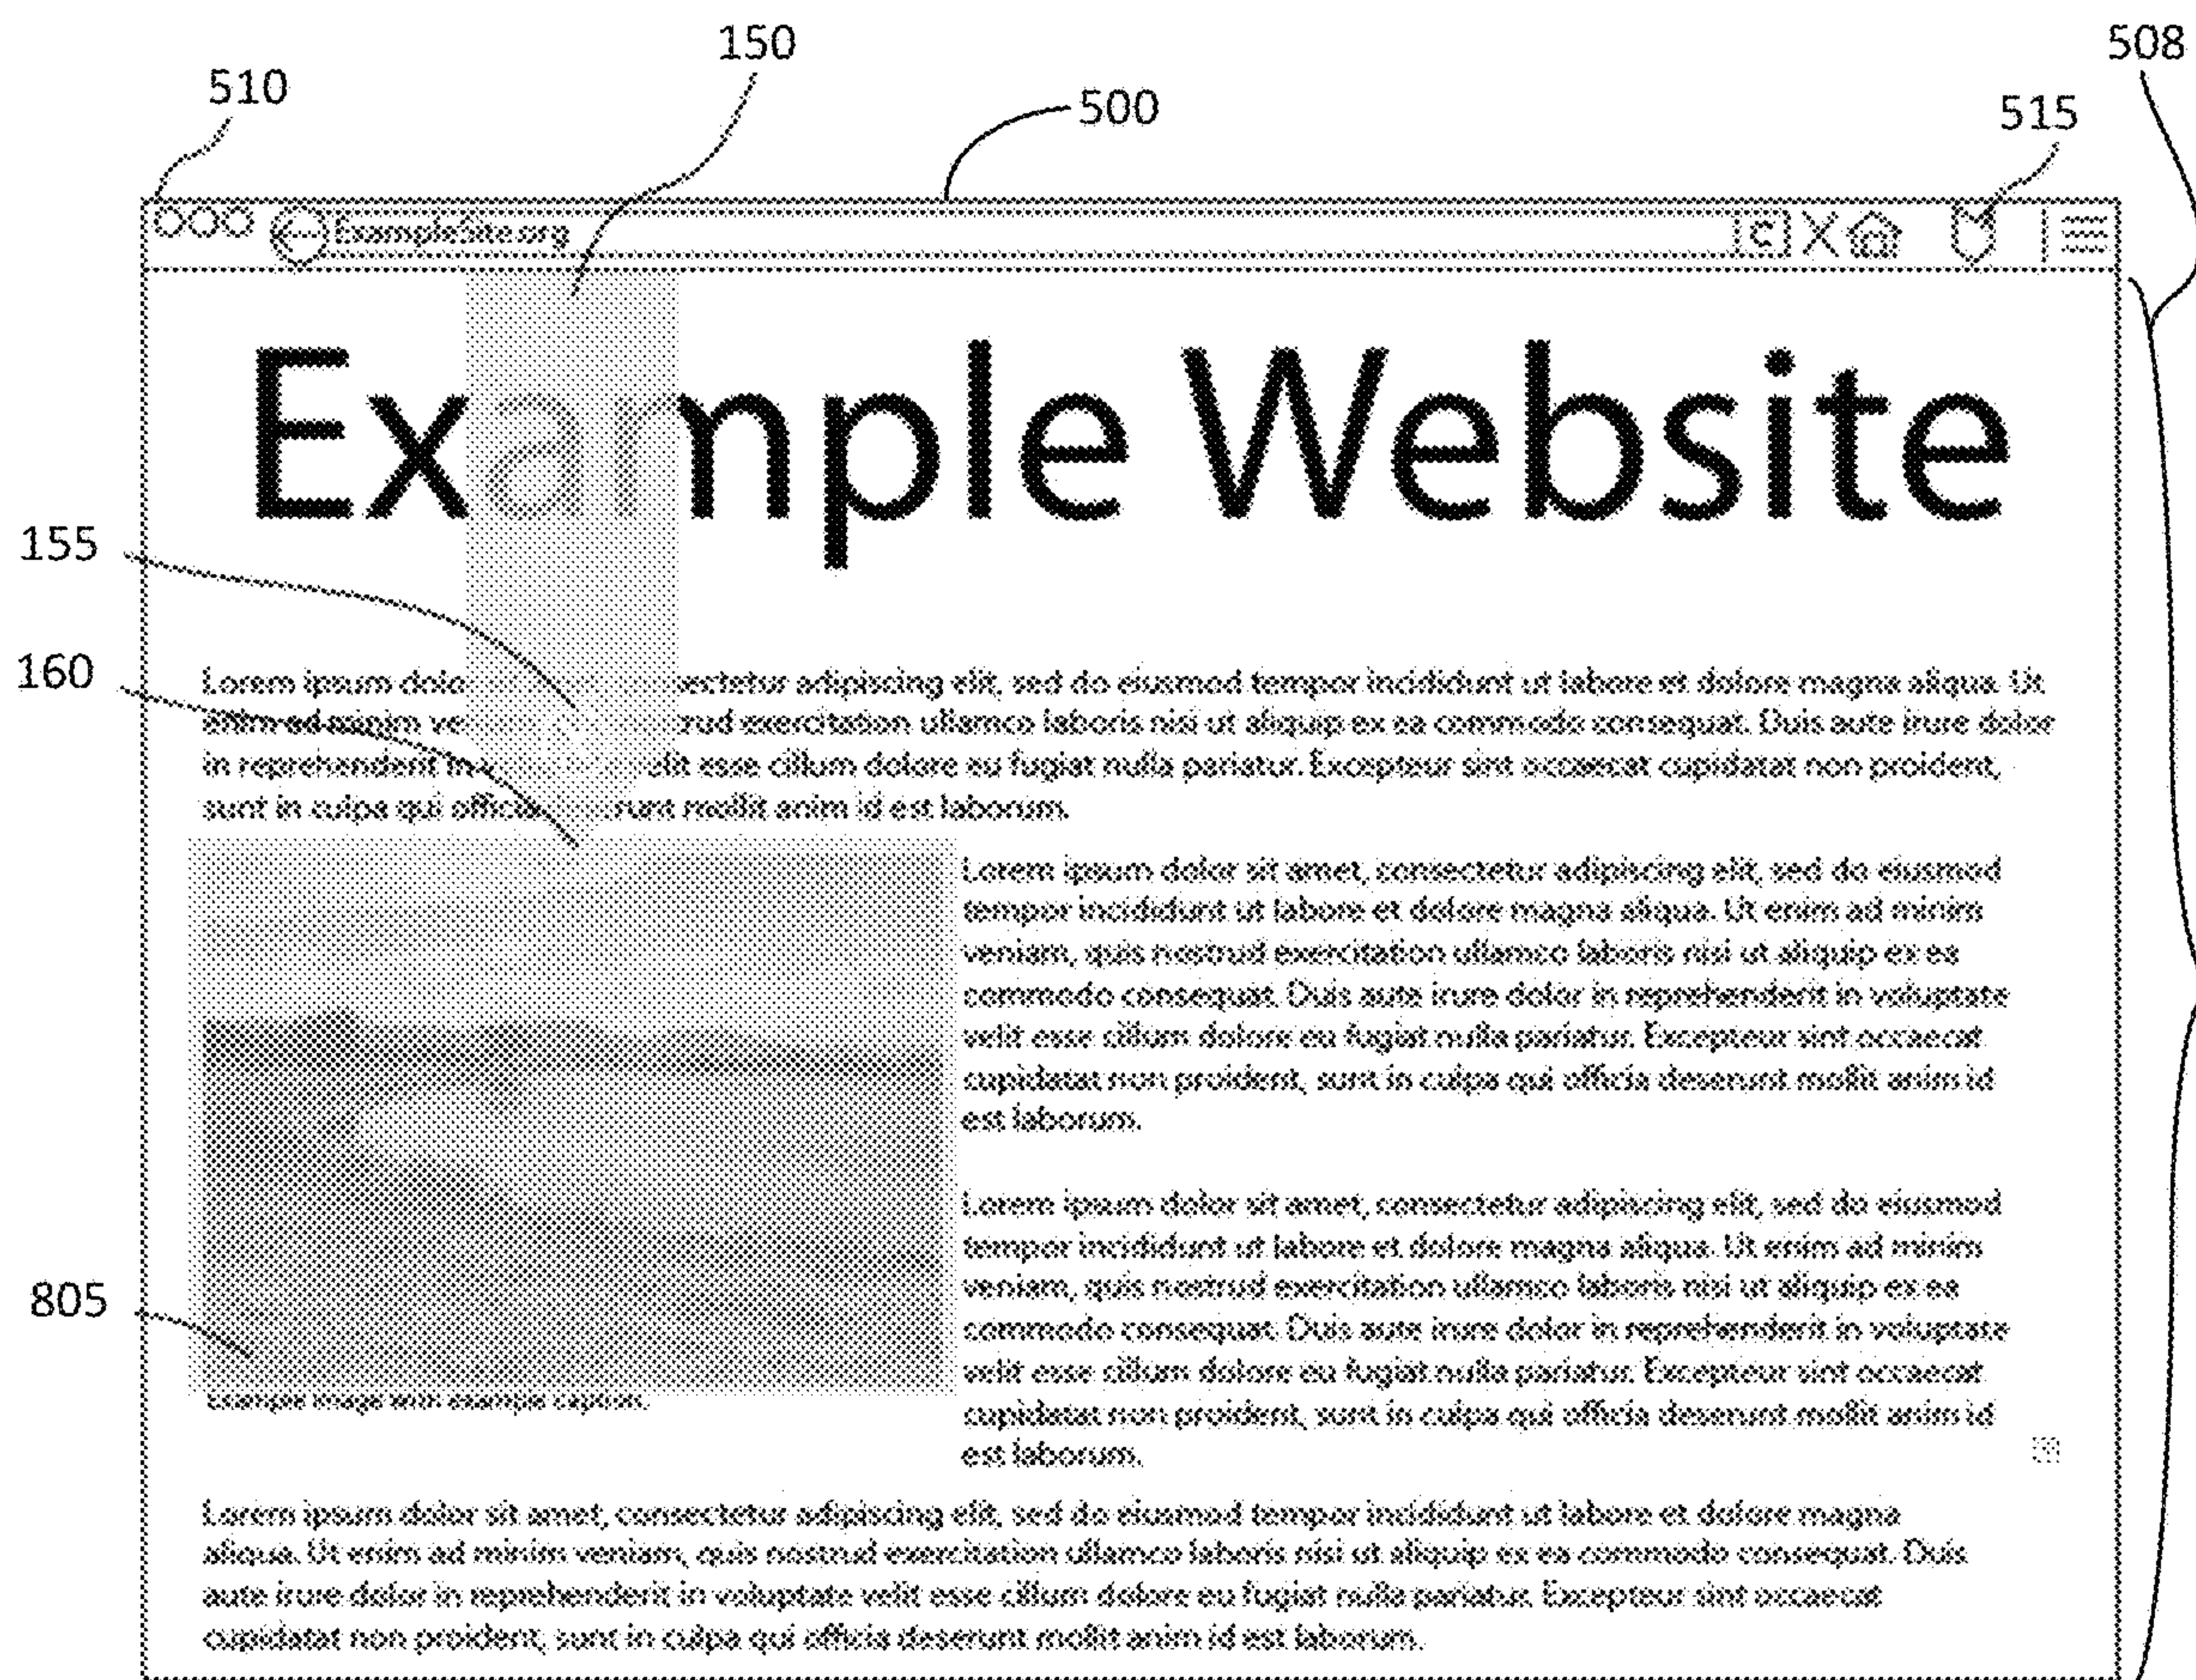 150
508
510
500
515
ExampleSite.org
C
Example Website
155
160
Lorem ipsum dolo ectetur adipiscing elit, sed do eiusmod tempor incididunt ut labore et dolore magna aliqua. Ut
ad minim ve trud exercitation ullamco laboris nisi ut aliquip ex ea commodo consequat. Duis aute irure dolor
in reprehenderit in elit esse cillum dolore eu fugiat nulla pariatur. Excepteur sint occaecat cupidatat non proident,
sunt in culpa qui officia runt mollit anim id est laborum.
Lorem ipsum dolor sit amet, consectetur adipiscing elit, sed do eiusmod
tempor incididunt ut labore et dolore magna aliqua. Ut enim ad minim
veniam, quis nostrud exercitation ullamco laboris nisi ut aliquip ex ea
commodo consequat. Duis aute irure dolor in reprehenderit in voluptate
velit esse cillum dolore eu fugiat nulla pariatur. Excepteur sint occaecat
cupidatat non proident, sunt in culpa qui officia deserunt mollit anim id
est laborum.
Lorem ipsum dolor sit amet, consectetur adipiscing elit, sed do eiusmod
tempor incididunt ut labore et dolore magna aliqua. Ut enim ad minim
veniam, quis nostrud exercitation ullamco laboris nisi ut aliquip ex ea
commodo consequat. Duis aute irure dolor in reprehenderit in voluptate
velit esse cillum dolore eu fugiat nulla pariatur. Excepteur sint occaecat
cupidatat non proident, sunt in culpa qui officia deserunt mollit anim id
est laborum.
805
Example image with example caption.
Lorem ipsum dolor sit amet, consectetur adipiscing elit, sed do eiusmod tempor incididunt ut labore et dolore magna
aliqua. Ut enim ad minim veniam, quis nostrud exercitation ullamco laboris nisi ut aliquip ex ea commodo consequat. Duis
aute irure dolor in reprehenderit in voluptate velit esse cillum dolore eu fugiat nulla pariatur. Excepteur sint occaecat
cupidatat non proident, sunt in culpa qui officia deserunt mollit anim id est laborum.